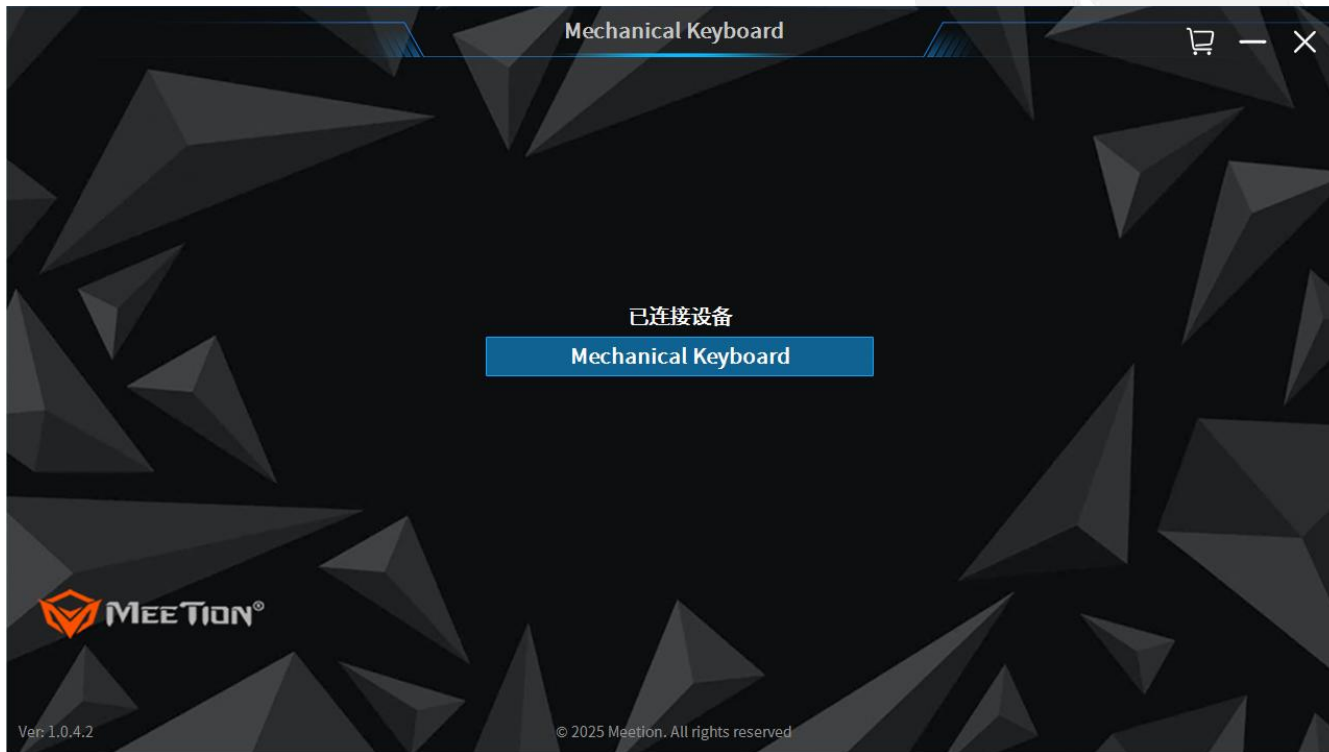 Mechanical Keyboard
已连接设备
Mechanical Keyboard
MEETION®
Ver: 1.0.4.2
© 2025 Meetion. All rights reserved